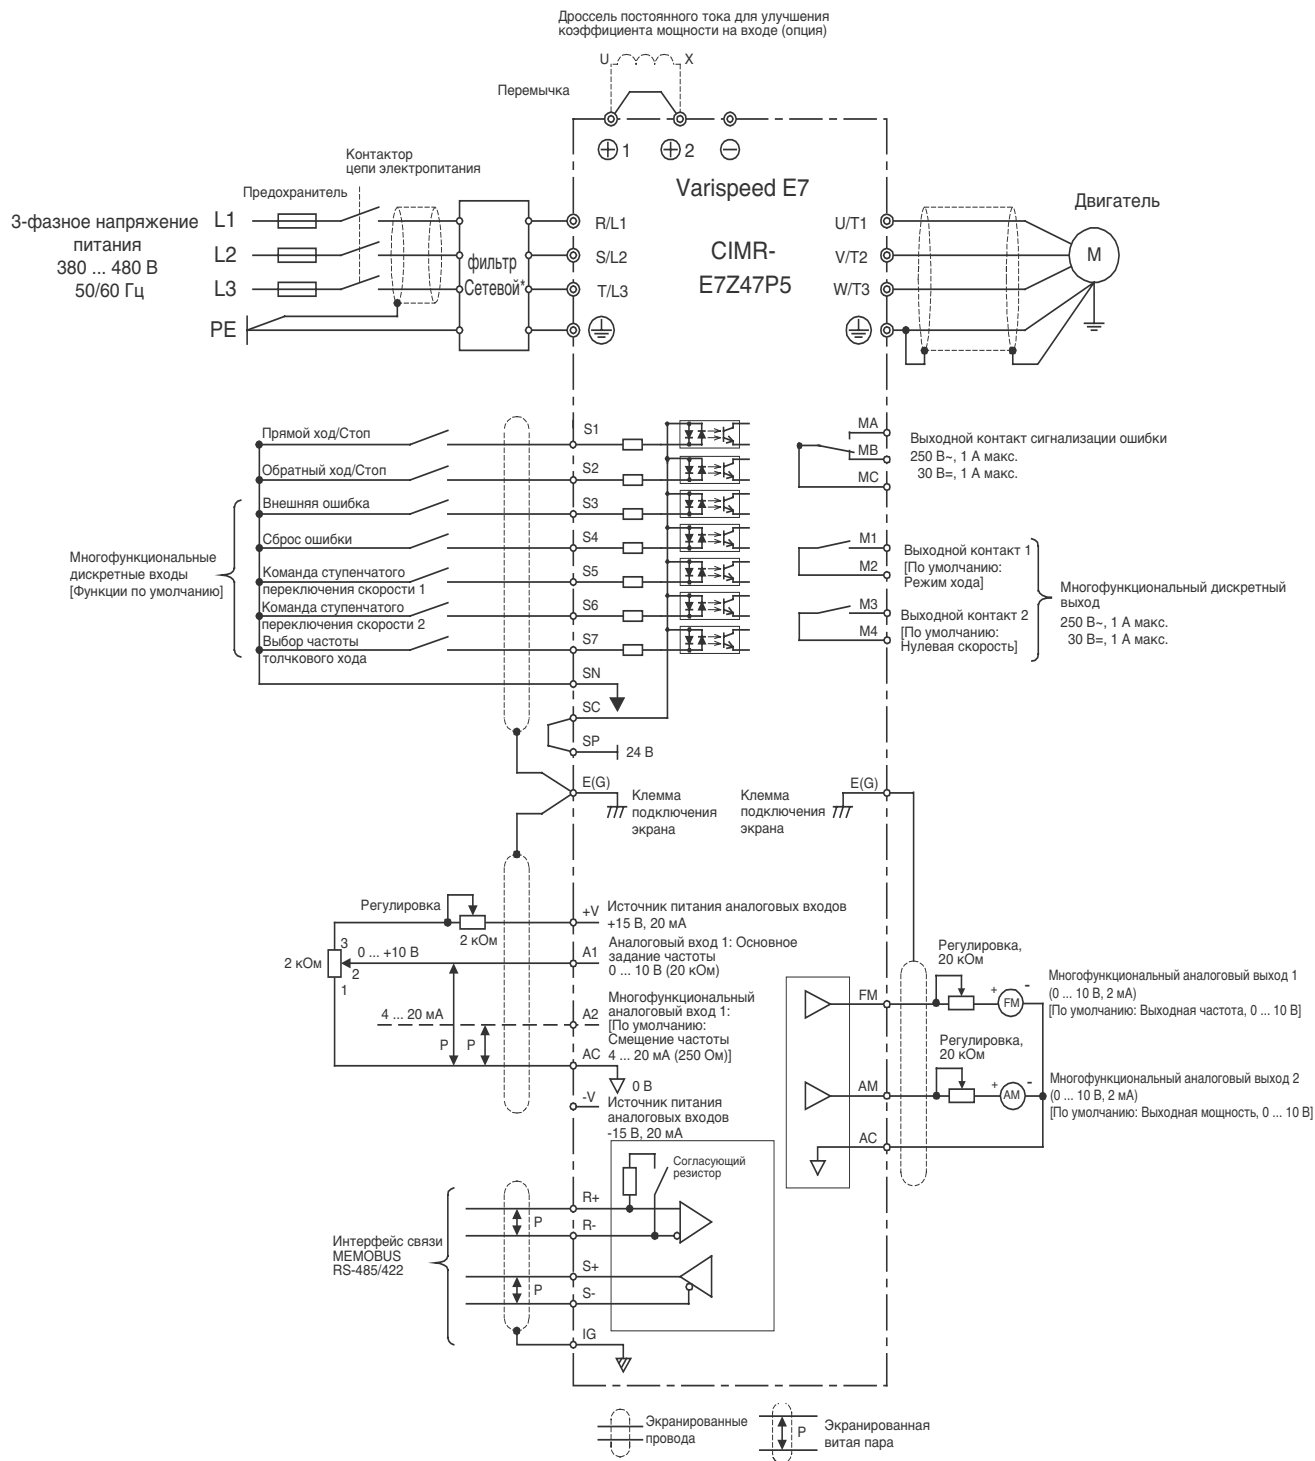 Дроссель постоянного тока для улучшения
коэффициента мощности на входе (опция)
U
X
Перемычка
1
2
Контактор
цепи электропитания
Предохранитель
3-фазное напряжение
питания
380 ... 480 В
50/60 Гц
L1
L2
L3
PE
фильтр
Сетевой*
R/L1
S/L2
T/L3
Varispeed E7
CIMR-
E7Z47P5
U/T1
V/T2
W/T3
Двигатель
M
Прямой ход/Стоп
Обратный ход/Стоп
Внешняя ошибка
Сброс ошибки
Команда ступенчатого
переключения скорости 1
Команда ступенчатого
переключения скорости 2
Выбор частоты
толчкового хода
Многофункциональные
дискретные входы
[Функции по умолчанию]
S1
S2
S3
S4
S5
S6
S7
SN
SC
SP
24 В
E(G)
Клемма
подключения
экрана
MA
MB
MC
Выходной контакт сигнализации ошибки
250 В~, 1 А макс.
30 В=, 1 А макс.
M1
M2
Выходной контакт 1
[По умолчанию:
Режим хода]
M3
M4
Выходной контакт 2
[По умолчанию:
Нулевая скорость]
Многофункциональный дискретный
выход
250 В~, 1 А макс.
30 В=, 1 А макс.
Клемма
подключения
экрана
E(G)
Регулировка
2 кОм
2 кОм
3
2
1
0 ... +10 В
4 ... 20 мА
P
P
+V
Источник питания аналоговых входов
+15 В, 20 мА
A1
Аналоговый вход 1: Основное
задание частоты
0 ... 10 В (20 кОм)
A2
Многофункциональный
аналоговый вход 1:
[По умолчанию:
Смещение частоты
4 ... 20 мА (250 Ом)]
AC
0 В
-V
Источник питания
аналоговых входов
-15 В, 20 мА
FM
Регулировка,
20 кОм
+
FM
-
Многофункциональный аналоговый выход 1
(0 ... 10 В, 2 мА)
[По умолчанию: Выходная частота, 0 ... 10 В]
AM
Регулировка,
20 кОм
+
AM
-
Многофункциональный аналоговый выход 2
(0 ... 10 В, 2 мА)
[По умолчанию: Выходная мощность, 0 ... 10 В]
AC
Согласующий
резистор
Интерфейс связи
MEMOBUS
RS-485/422
P
P
R+
R-
S+
S-
IG
Экранированные
провода
P
Экранированная
витая пара